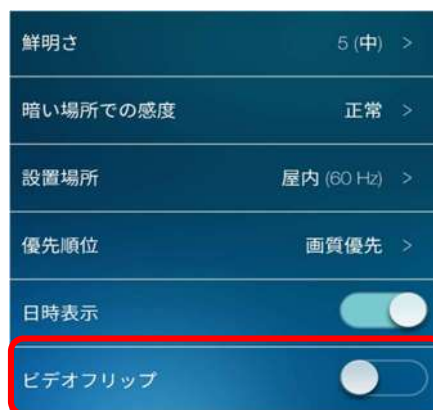 鮮明さ 5 (中) >
暗い場所での感度 正常 >
設置場所 屋内 (60 Hz) >
優先順位 画質優先 >
日時表示
ビデオフリップ